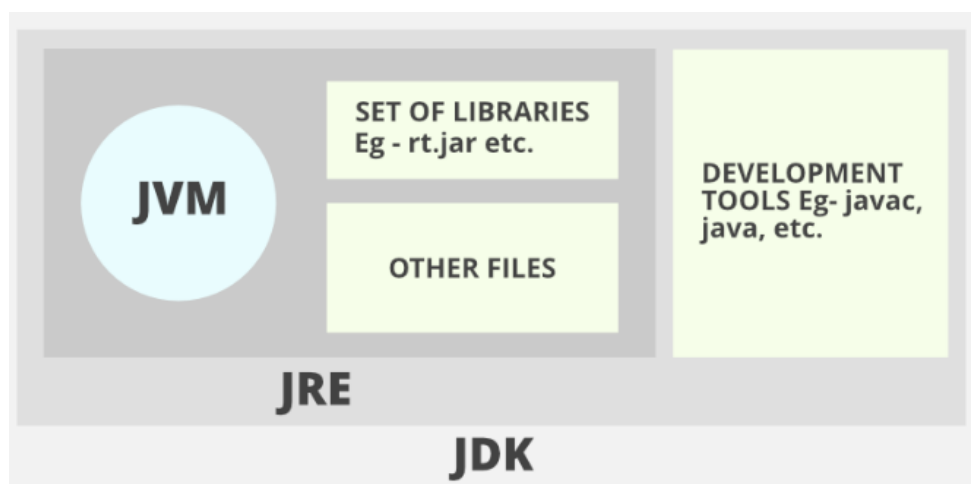 JVM
SET OF LIBRARIES
Eg - rt.jar etc.
OTHER FILES
DEVELOPMENT
TOOLS Eg- javac,
java, etc.
JRE
JDK